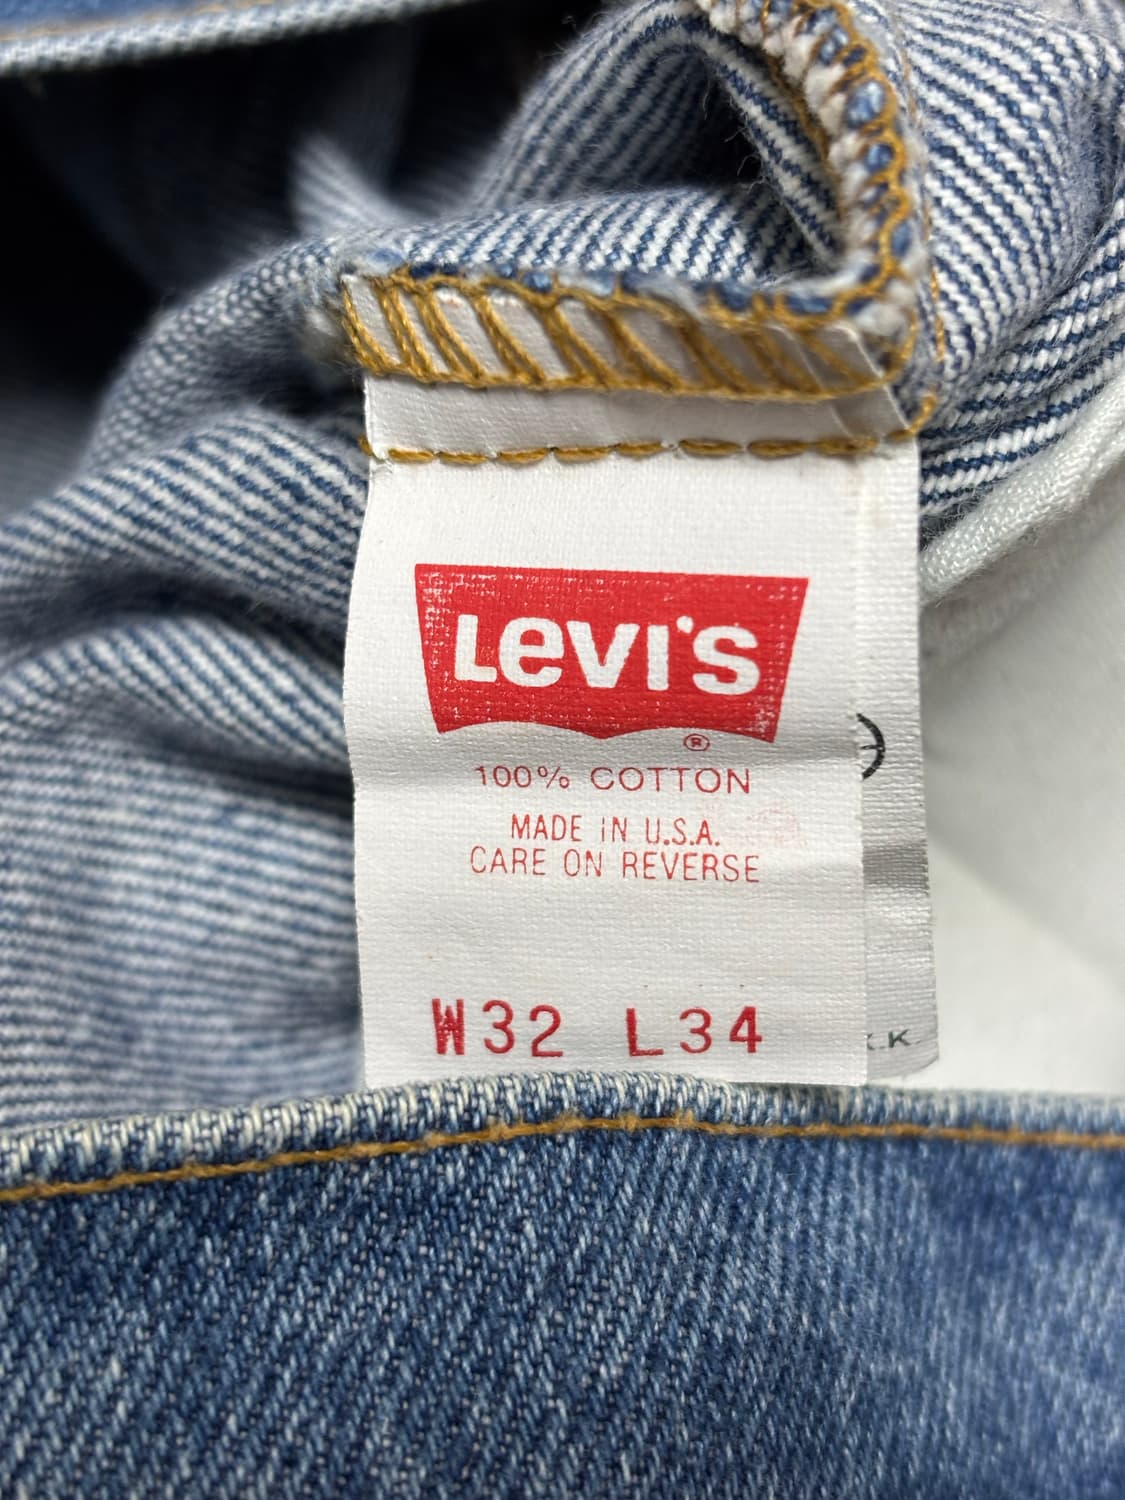 LEVI'S
®
100% COTTON
MADE IN U.S.A.
CARE ON REVERSE
W32 L34
.K.